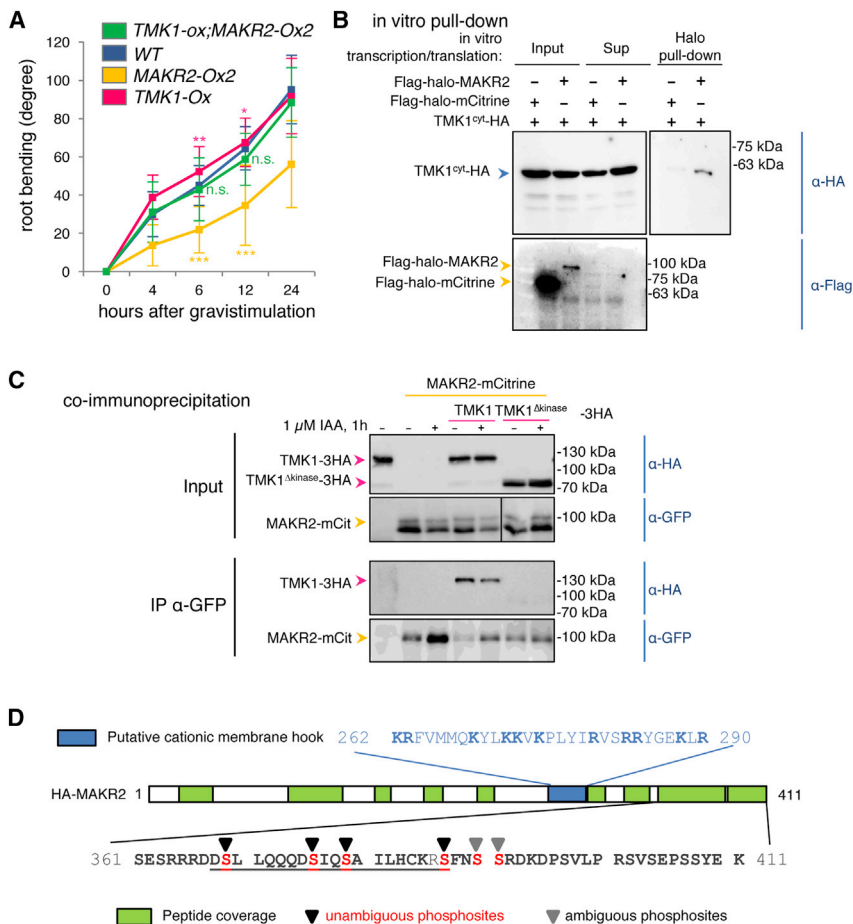 A
TMK1-ox;MAKR2-Ox2
WT
MAKR2-Ox2
TMK1-Ox
root bending (degree)
120
100
80
60
40
20
0
**
*
n.s.
n.s.
***
***
0 4 6 12 24
hours after gravistimulation
B
in vitro pull-down
in vitro
transcription/translation:
Input Sup Halo
pull-down
Flag-halo-MAKR2 – + – + – +
Flag-halo-mCitrine + – + – + –
TMK1cyt-HA + + + + + +
TMK1cyt-HA
-75 kDa
-63 kDa
α-HA
Flag-halo-MAKR2
Flag-halo-mCitrine
-100 kDa
-75 kDa
-63 kDa
α-Flag
C
co-immunoprecipitation
MAKR2-mCitrine
TMK1 TMK1Δkinase -3HA
1 µM IAA, 1h – – + – + – +
Input
TMK1-3HA
TMK1Δkinase-3HA
-130 kDa
-100 kDa
-70 kDa
α-HA
MAKR2-mCit
-100 kDa
α-GFP
IP α-GFP
TMK1-3HA
-130 kDa
-100 kDa
-70 kDa
α-HA
MAKR2-mCit
-100 kDa
α-GFP
D
Putative cationic membrane hook
262 KRFVMMQKYLKKVKPLYIRVSRRYGEKLR 290
HA-MAKR2 1 411
361 SESRRRDDSL LQQQDSIQSA ILHCKRSFNS SRDKDPSVLP RSVSEPSSYE K 411
Peptide coverage
unambiguous phosphosites
ambiguous phosphosites